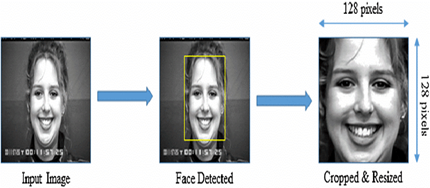 128 pixels
128 pixels
Input Image
Face Detected
Cropped & Resized